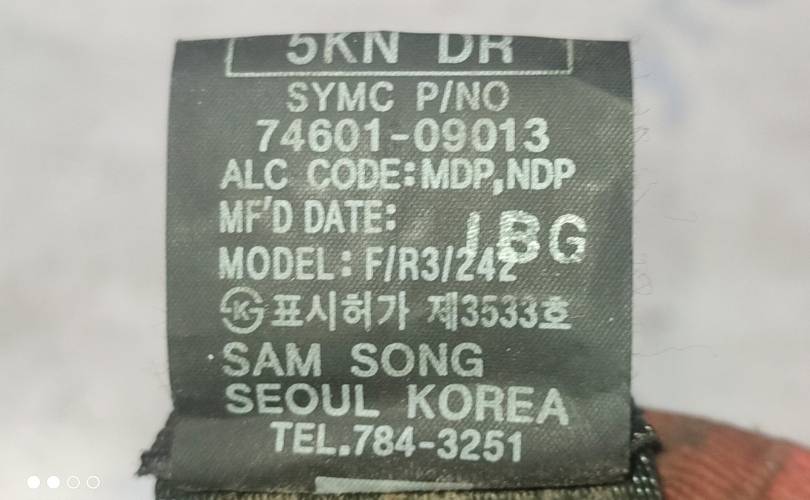 5KN DR
SYMC P/NO
74601-09013
ALC CODE:MDP,NDP
MF'D DATE: IBG
MODEL: F/R3/242
K 표시허가 제3533호
SAM SONG
SEOUL KOREA
TEL.784-3251